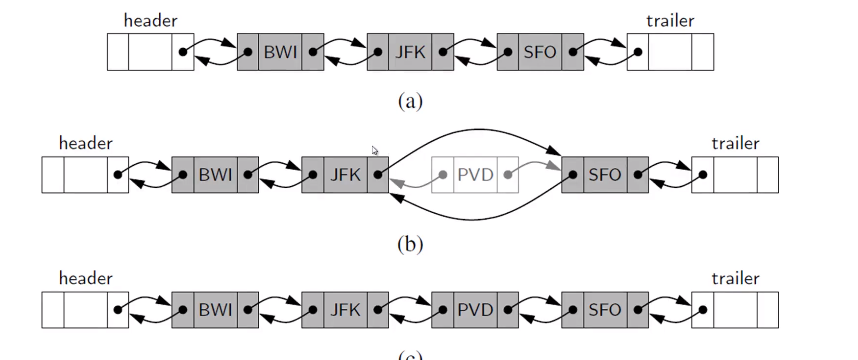 header trailer
BWI JFK SFO
(a)
header trailer
BWI JFK PVD SFO
(b)
header trailer
BWI JFK PVD SFO
(c)